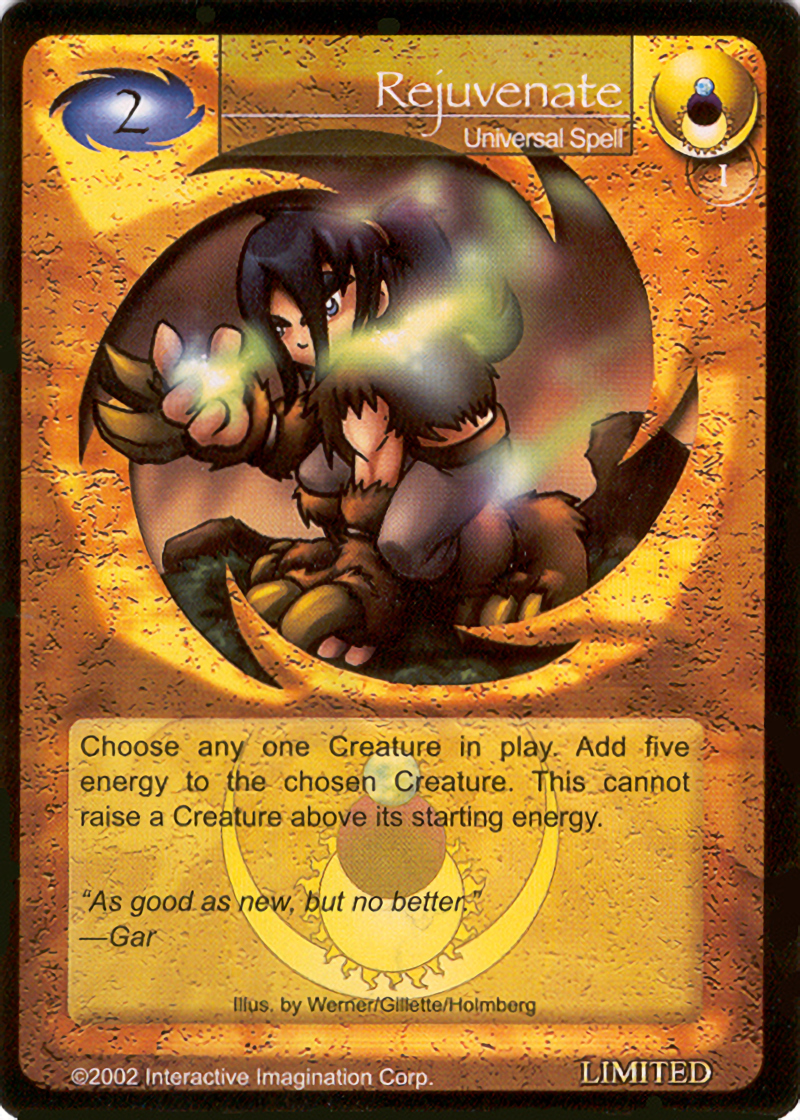 2
Rejuvenate
Universal Spell
1
Choose any one Creature in play. Add five
energy to the chosen Creature. This cannot
raise a Creature above its starting energy.
“As good as new, but no better.”
—Gar
Illus. by Werner/Gillette/Holmberg
©2002 Interactive Imagination Corp.
LIMITED